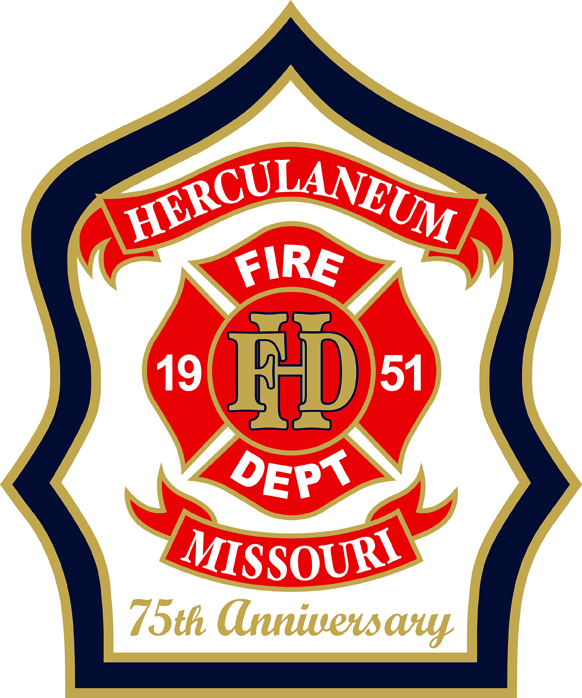 HERCULANEUM
FIRE
19 FHD 51
DEPT
MISSOURI
75th Anniversary